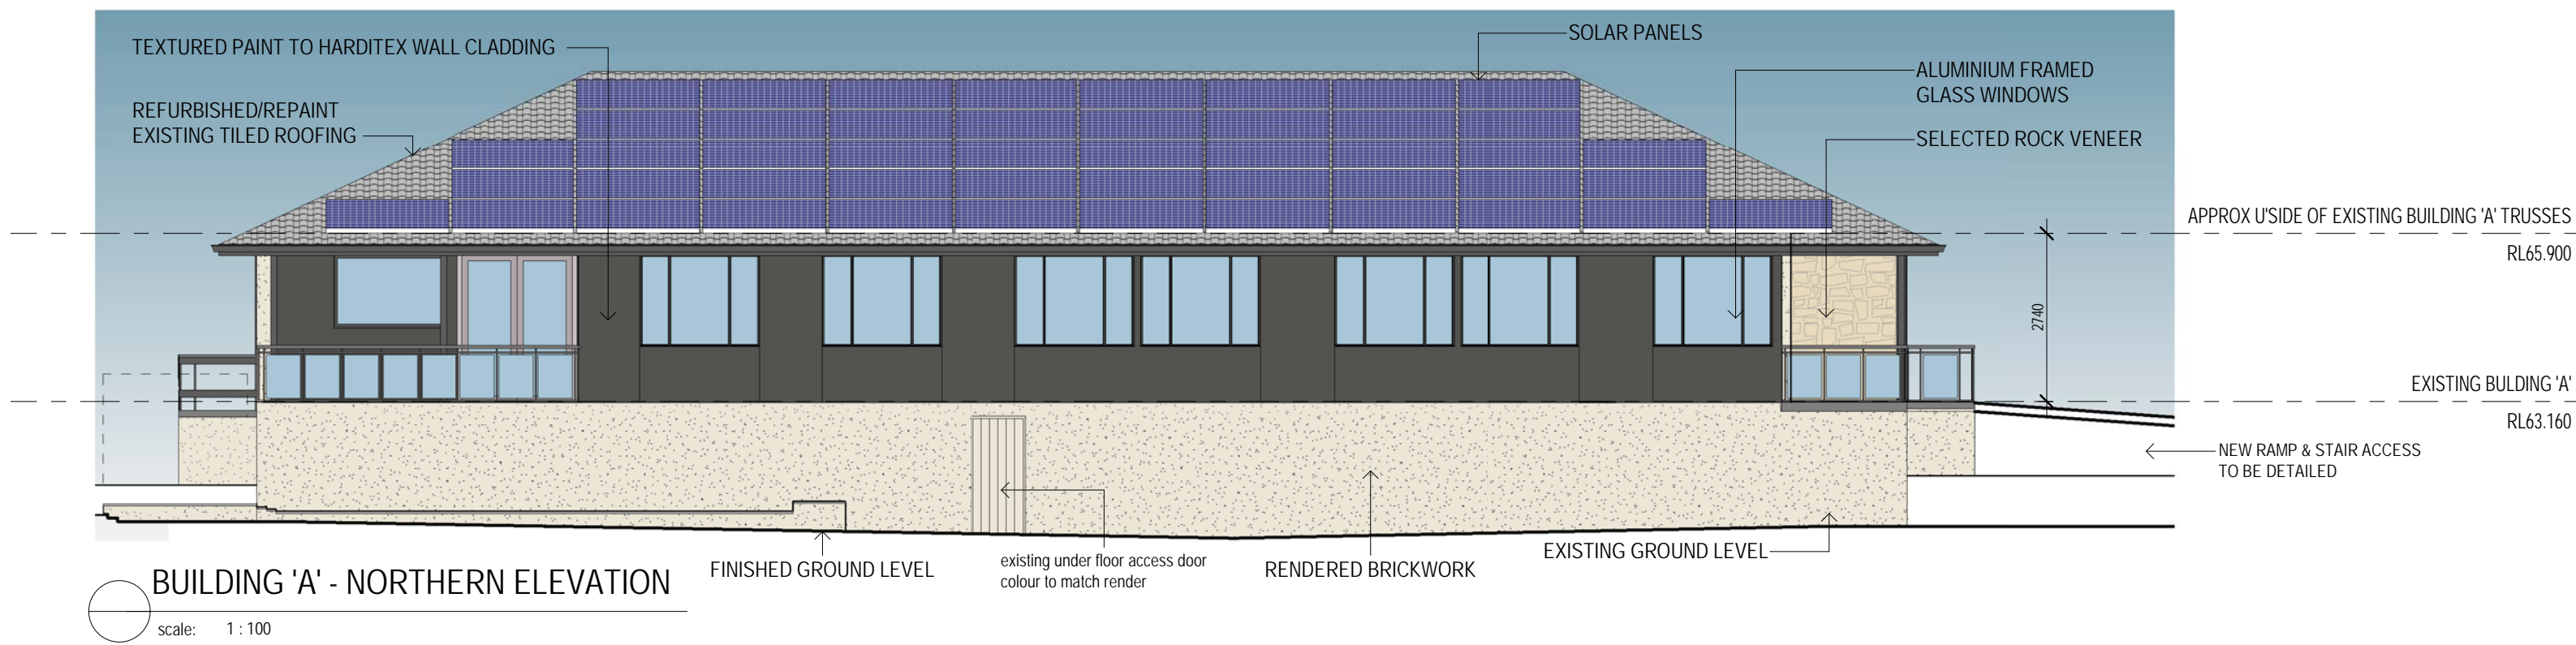 TEXTURED PAINT TO HARDITEX WALL CLADDING
REFURBISHED/REPAINT
EXISTING TILED ROOFING
SOLAR PANELS
ALUMINIUM FRAMED
GLASS WINDOWS
SELECTED ROCK VENEER
APPROX U'SIDE OF EXISTING BUILDING 'A' TRUSSES
RL65.900
2740
EXISTING BULDING 'A'
RL63.160
NEW RAMP & STAIR ACCESS
TO BE DETAILED
FINISHED GROUND LEVEL
existing under floor access door
colour to match render
RENDERED BRICKWORK
EXISTING GROUND LEVEL
BUILDING 'A' - NORTHERN ELEVATION
scale: 1 : 100